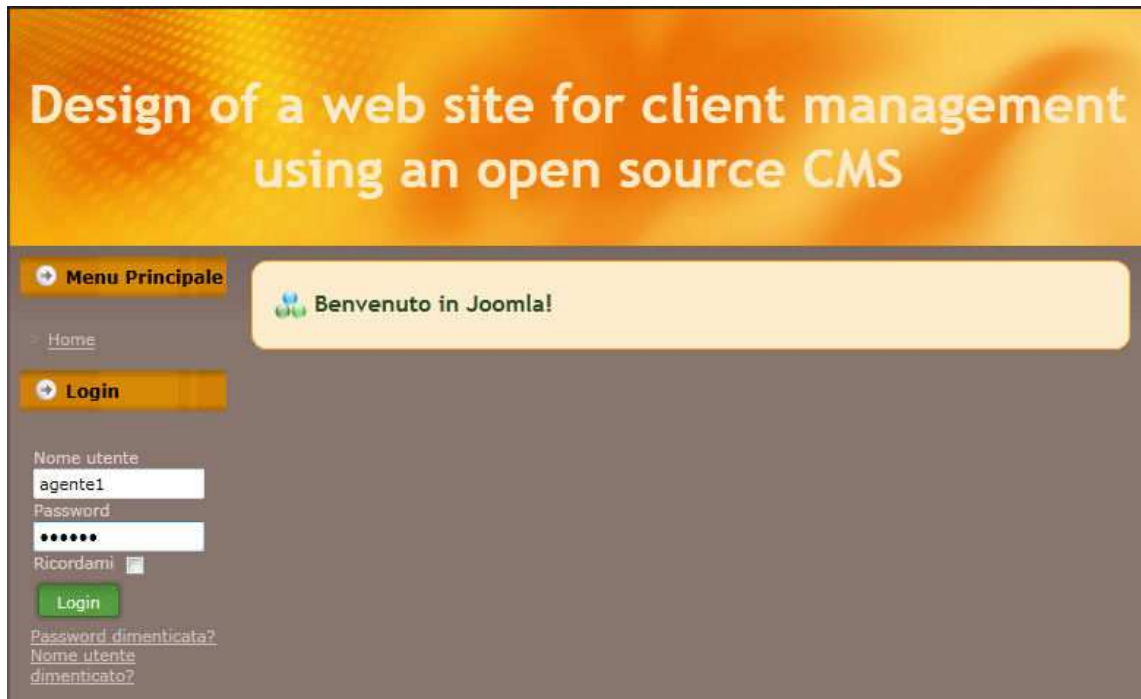 Design of a web site for client management
using an open source CMS
Menu Principale
Home
Login
Nome utente
agente1
Password
••••••
Ricordami
Login
Password dimenticata?
Nome utente
dimenticato?
Benvenuto in Joomla!